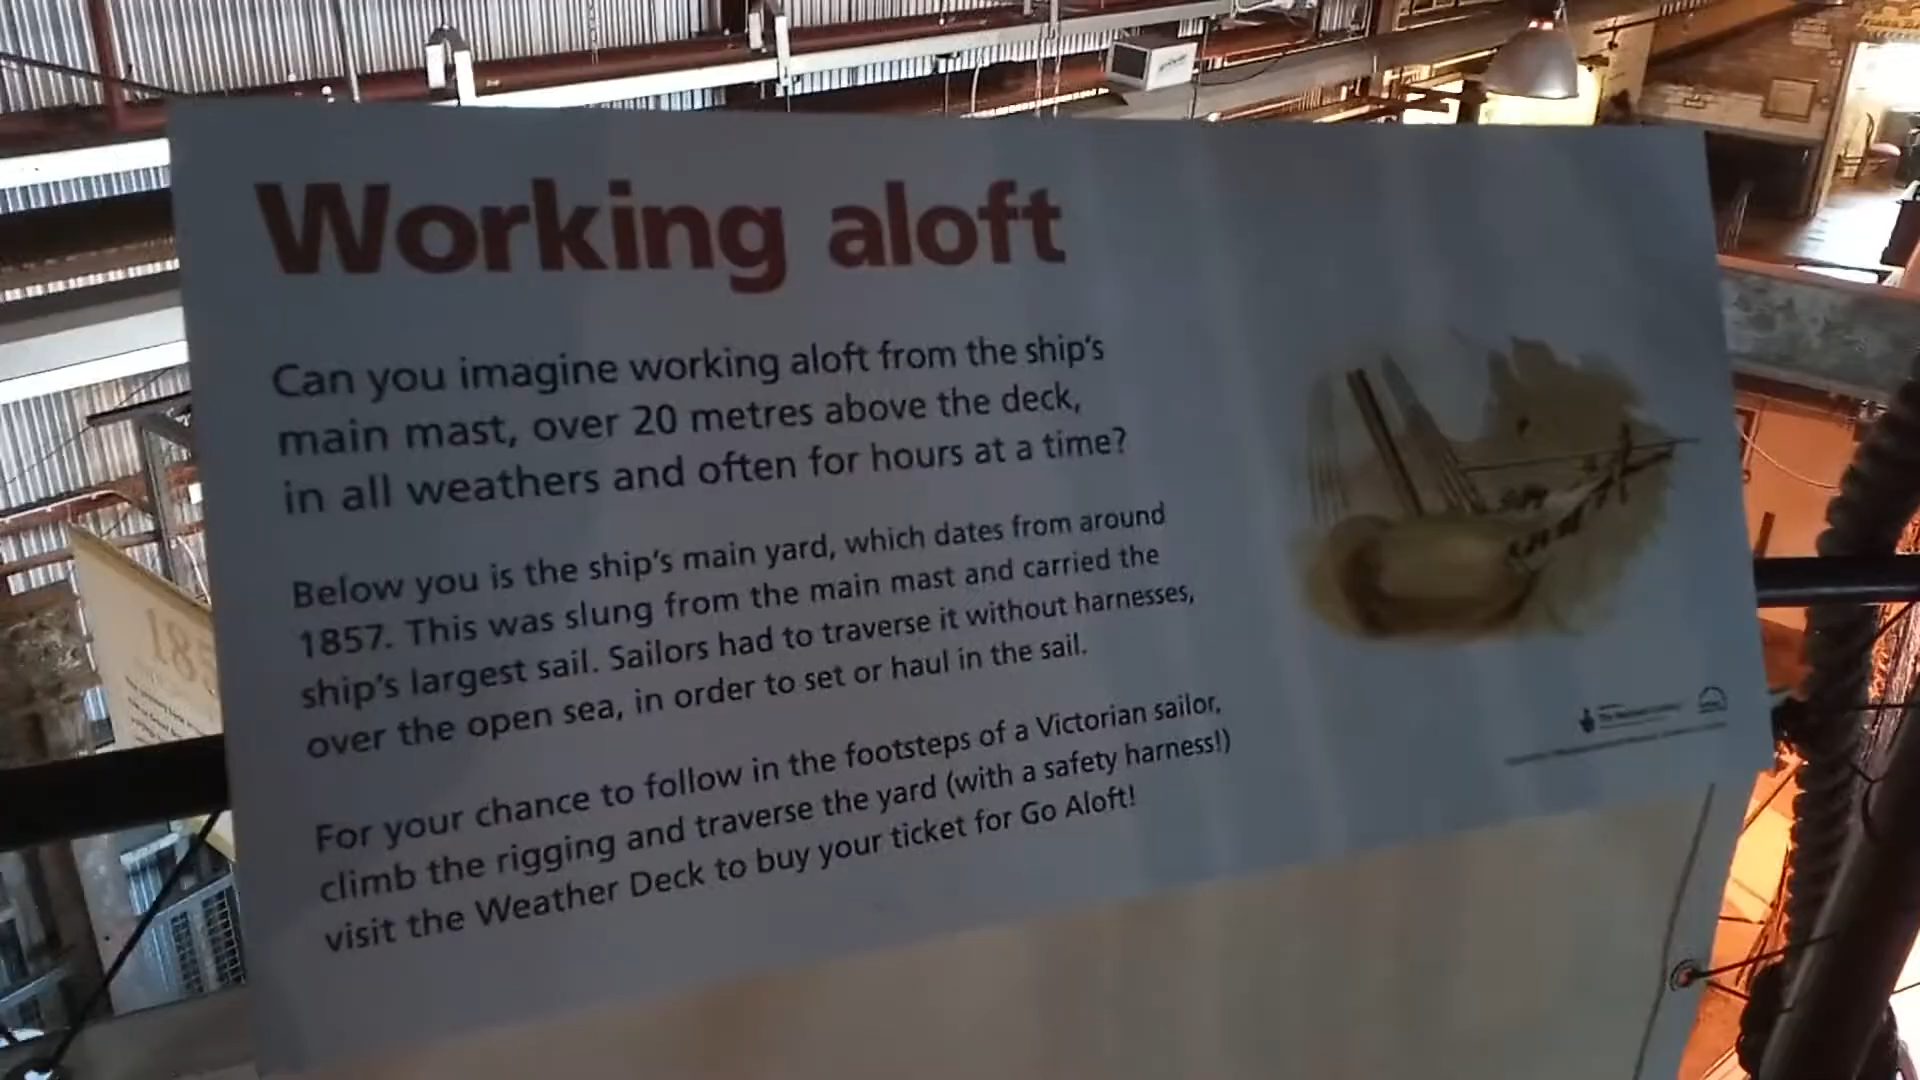 Working aloft
Can you imagine working aloft from the ship's
main mast, over 20 metres above the deck,
in all weathers and often for hours at a time?
Below you is the ship's main yard, which dates from around
1857. This was slung from the main mast and carried the
ship's largest sail. Sailors had to traverse it without harnesses,
over the open sea, in order to set or haul in the sail.
For your chance to follow in the footsteps of a Victorian sailor,
climb the rigging and traverse the yard (with a safety harness!)
visit the Weather Deck to buy your ticket for Go Aloft!